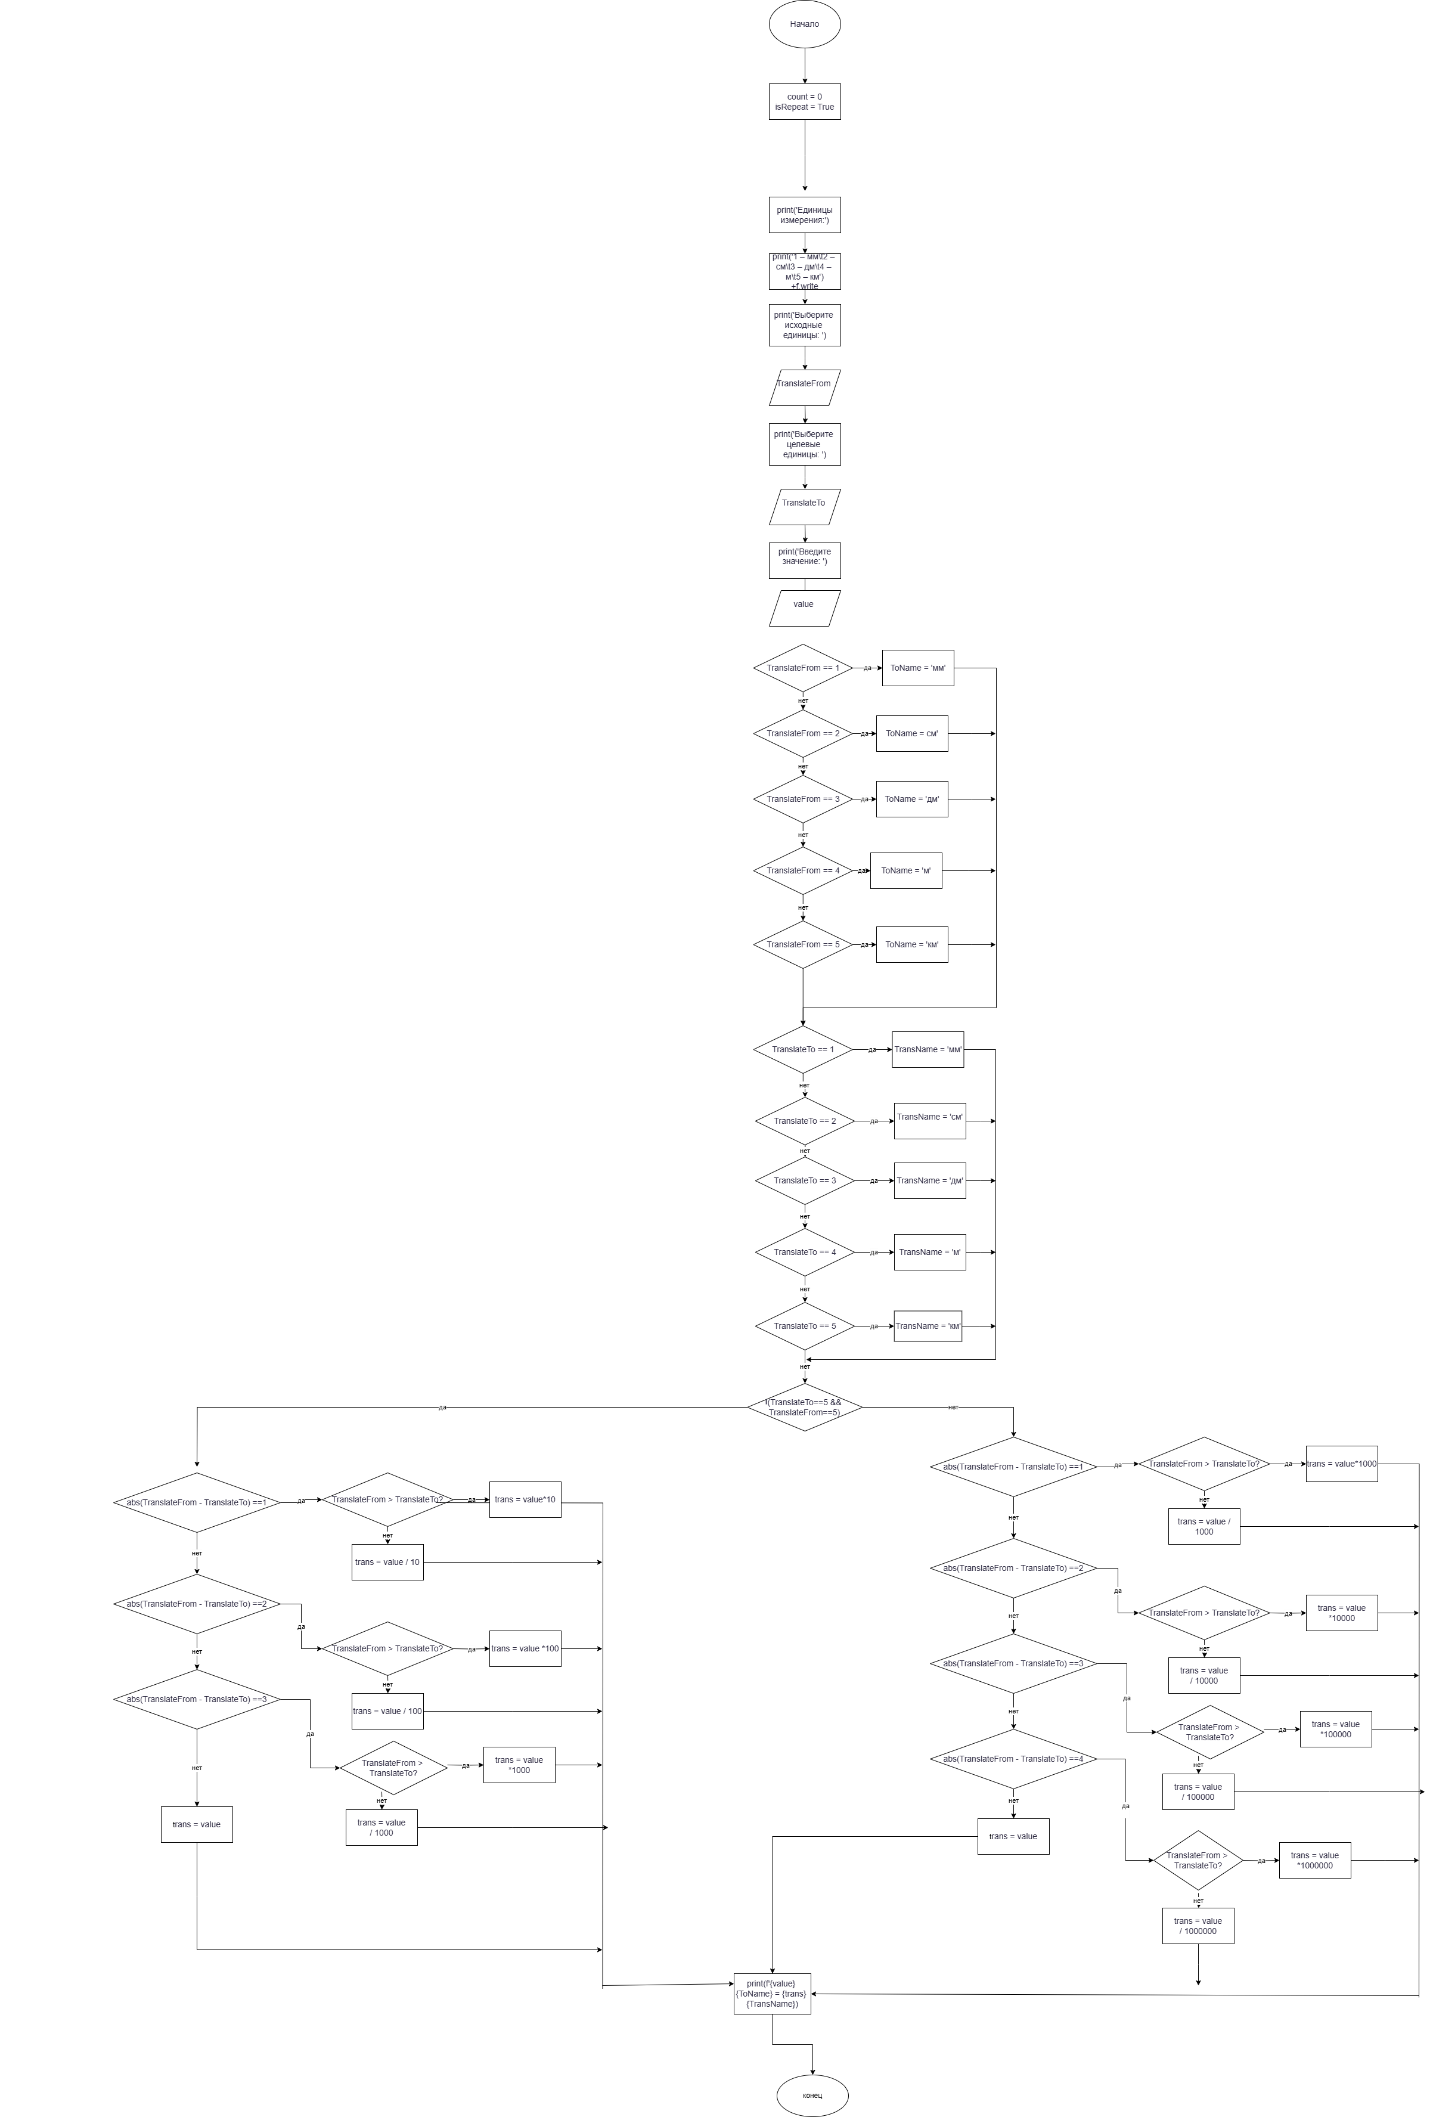 Начало
count = 0
isRepeat = True
print('Единицы
измерения:')
print('1 – мм\t2 –
см\t3 – дм\t4 –
м\t5 – км')
+f.write
print('Выберите
исходные
единицы: ')
TranslateFrom
print('Выберите
целевые
единицы: ')
TranslateTo
print('Введите
значение: ')
value
TranslateFrom == 1
да
ToName = 'мм'
нет
TranslateFrom == 2
да
ToName = см'
нет
TranslateFrom == 3
да
ToName = 'дм'
нет
TranslateFrom == 4
да
ToName = 'м'
нет
TranslateFrom == 5
да
ToName = 'км'
TranslateTo == 1
да
TransName = 'мм'
нет
TranslateTo == 2
да
TransName = 'см'
нет
TranslateTo == 3
да
TransName = 'дм'
нет
TranslateTo == 4
да
TransName = 'м'
нет
TranslateTo == 5
да
TransName = 'км'
нет
!(TranslateTo==5 &&
TranslateFrom==5)
да
нет
abs(TranslateFrom - TranslateTo) ==1
да
TranslateFrom > TranslateTo?
да
trans = value*10
нет
trans = value / 10
нет
abs(TranslateFrom - TranslateTo) ==2
да
TranslateFrom > TranslateTo?
да
trans = value *100
нет
trans = value / 100
нет
abs(TranslateFrom - TranslateTo) ==3
да
TranslateFrom >
TranslateTo?
да
trans = value
*1000
нет
trans = value
/ 1000
нет
trans = value
abs(TranslateFrom - TranslateTo) ==1
да
TranslateFrom > TranslateTo?
да
trans = value*1000
нет
trans = value /
1000
нет
abs(TranslateFrom - TranslateTo) ==2
да
TranslateFrom > TranslateTo?
да
trans = value
*10000
нет
trans = value
/ 10000
нет
abs(TranslateFrom - TranslateTo) ==3
да
TranslateFrom >
TranslateTo?
да
trans = value
*100000
нет
trans = value
/ 100000
нет
abs(TranslateFrom - TranslateTo) ==4
да
TranslateFrom >
TranslateTo?
да
trans = value
*1000000
нет
trans = value
/ 1000000
нет
trans = value
print(f'{value}
{ToName} = {trans}
{TransName})
конец